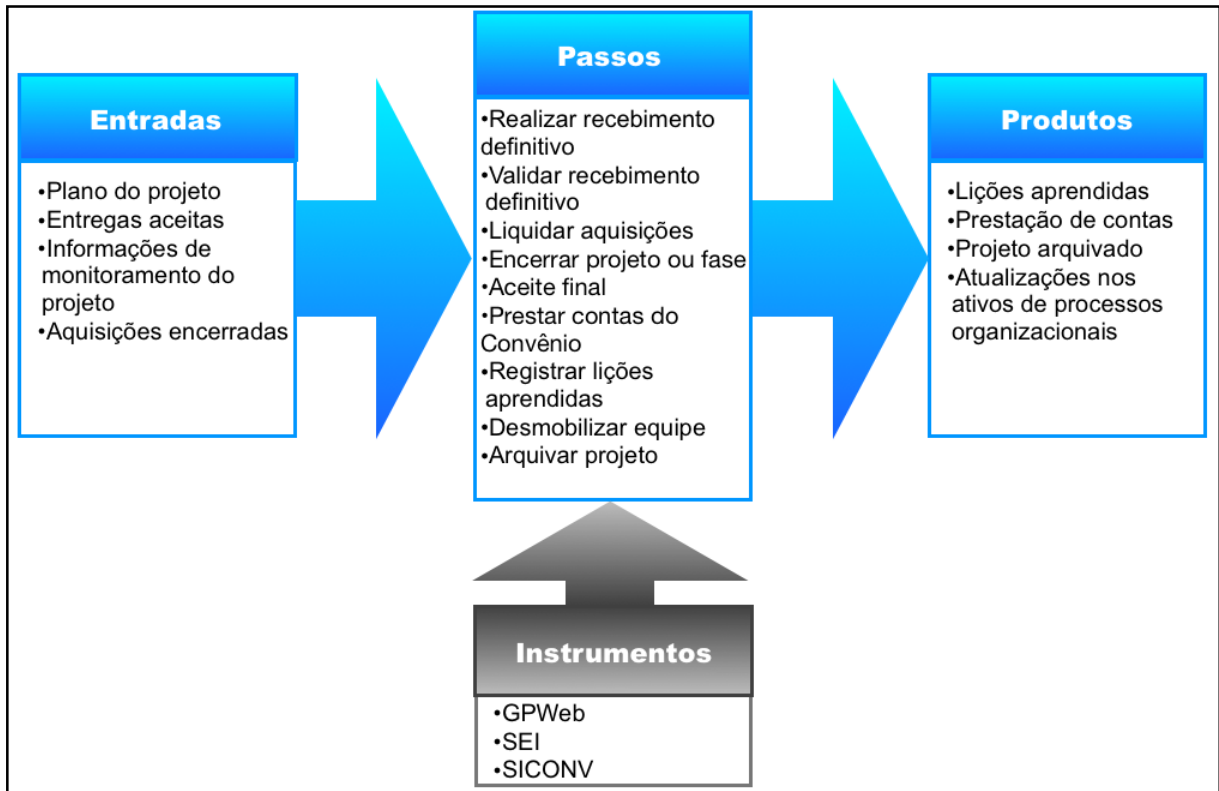 Entradas
•Plano do projeto
•Entregas aceitas
•Informações de
monitoramento do
projeto
•Aquisições encerradas
Passos
•Realizar recebimento
definitivo
•Validar recebimento
definitivo
•Liquidar aquisições
•Encerrar projeto ou fase
•Aceite final
•Prestar contas do
Convênio
•Registrar lições
aprendidas
•Desmobilizar equipe
•Arquivar projeto
Produtos
•Lições aprendidas
•Prestação de contas
•Projeto arquivado
•Atualizações nos
ativos de processos
organizacionais
Instrumentos
•GPWeb
•SEI
•SICONV